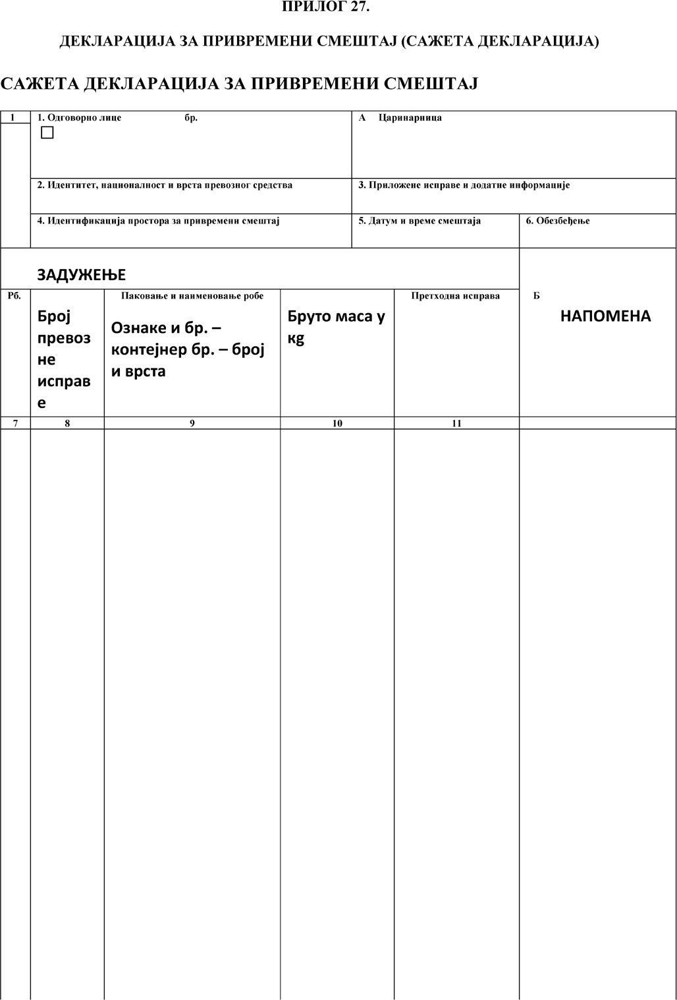 ПРИЛОГ 27.
ДЕКЛАРАЦИЈА ЗА ПРИВРЕМЕНИ СМЕШТАЈ (САЖЕТА ДЕКЛАРАЦИЈА)
САЖЕТА ДЕКЛАРАЦИЈА ЗА ПРИВРЕМЕНИ СМЕШТАЈ
1
1. Одговорно лице бр.
А Царинарница
2. Идентитет, националност и врста превозног средства
3. Приложене исправе и додатне информације
4. Идентификација простора за привремени смештај
5. Датум и време смештаја
6. Обезбеђење
ЗАДУЖЕЊЕ
Рб.
Број
превоз
не
исправ
е
Паковање и наименовање робе
Ознаке и бр. –
контејнер бр. – број
и врста
Бруто маса у
кg
Претходна исправа
Б
НАПОМЕНА
7 8 9 10 11